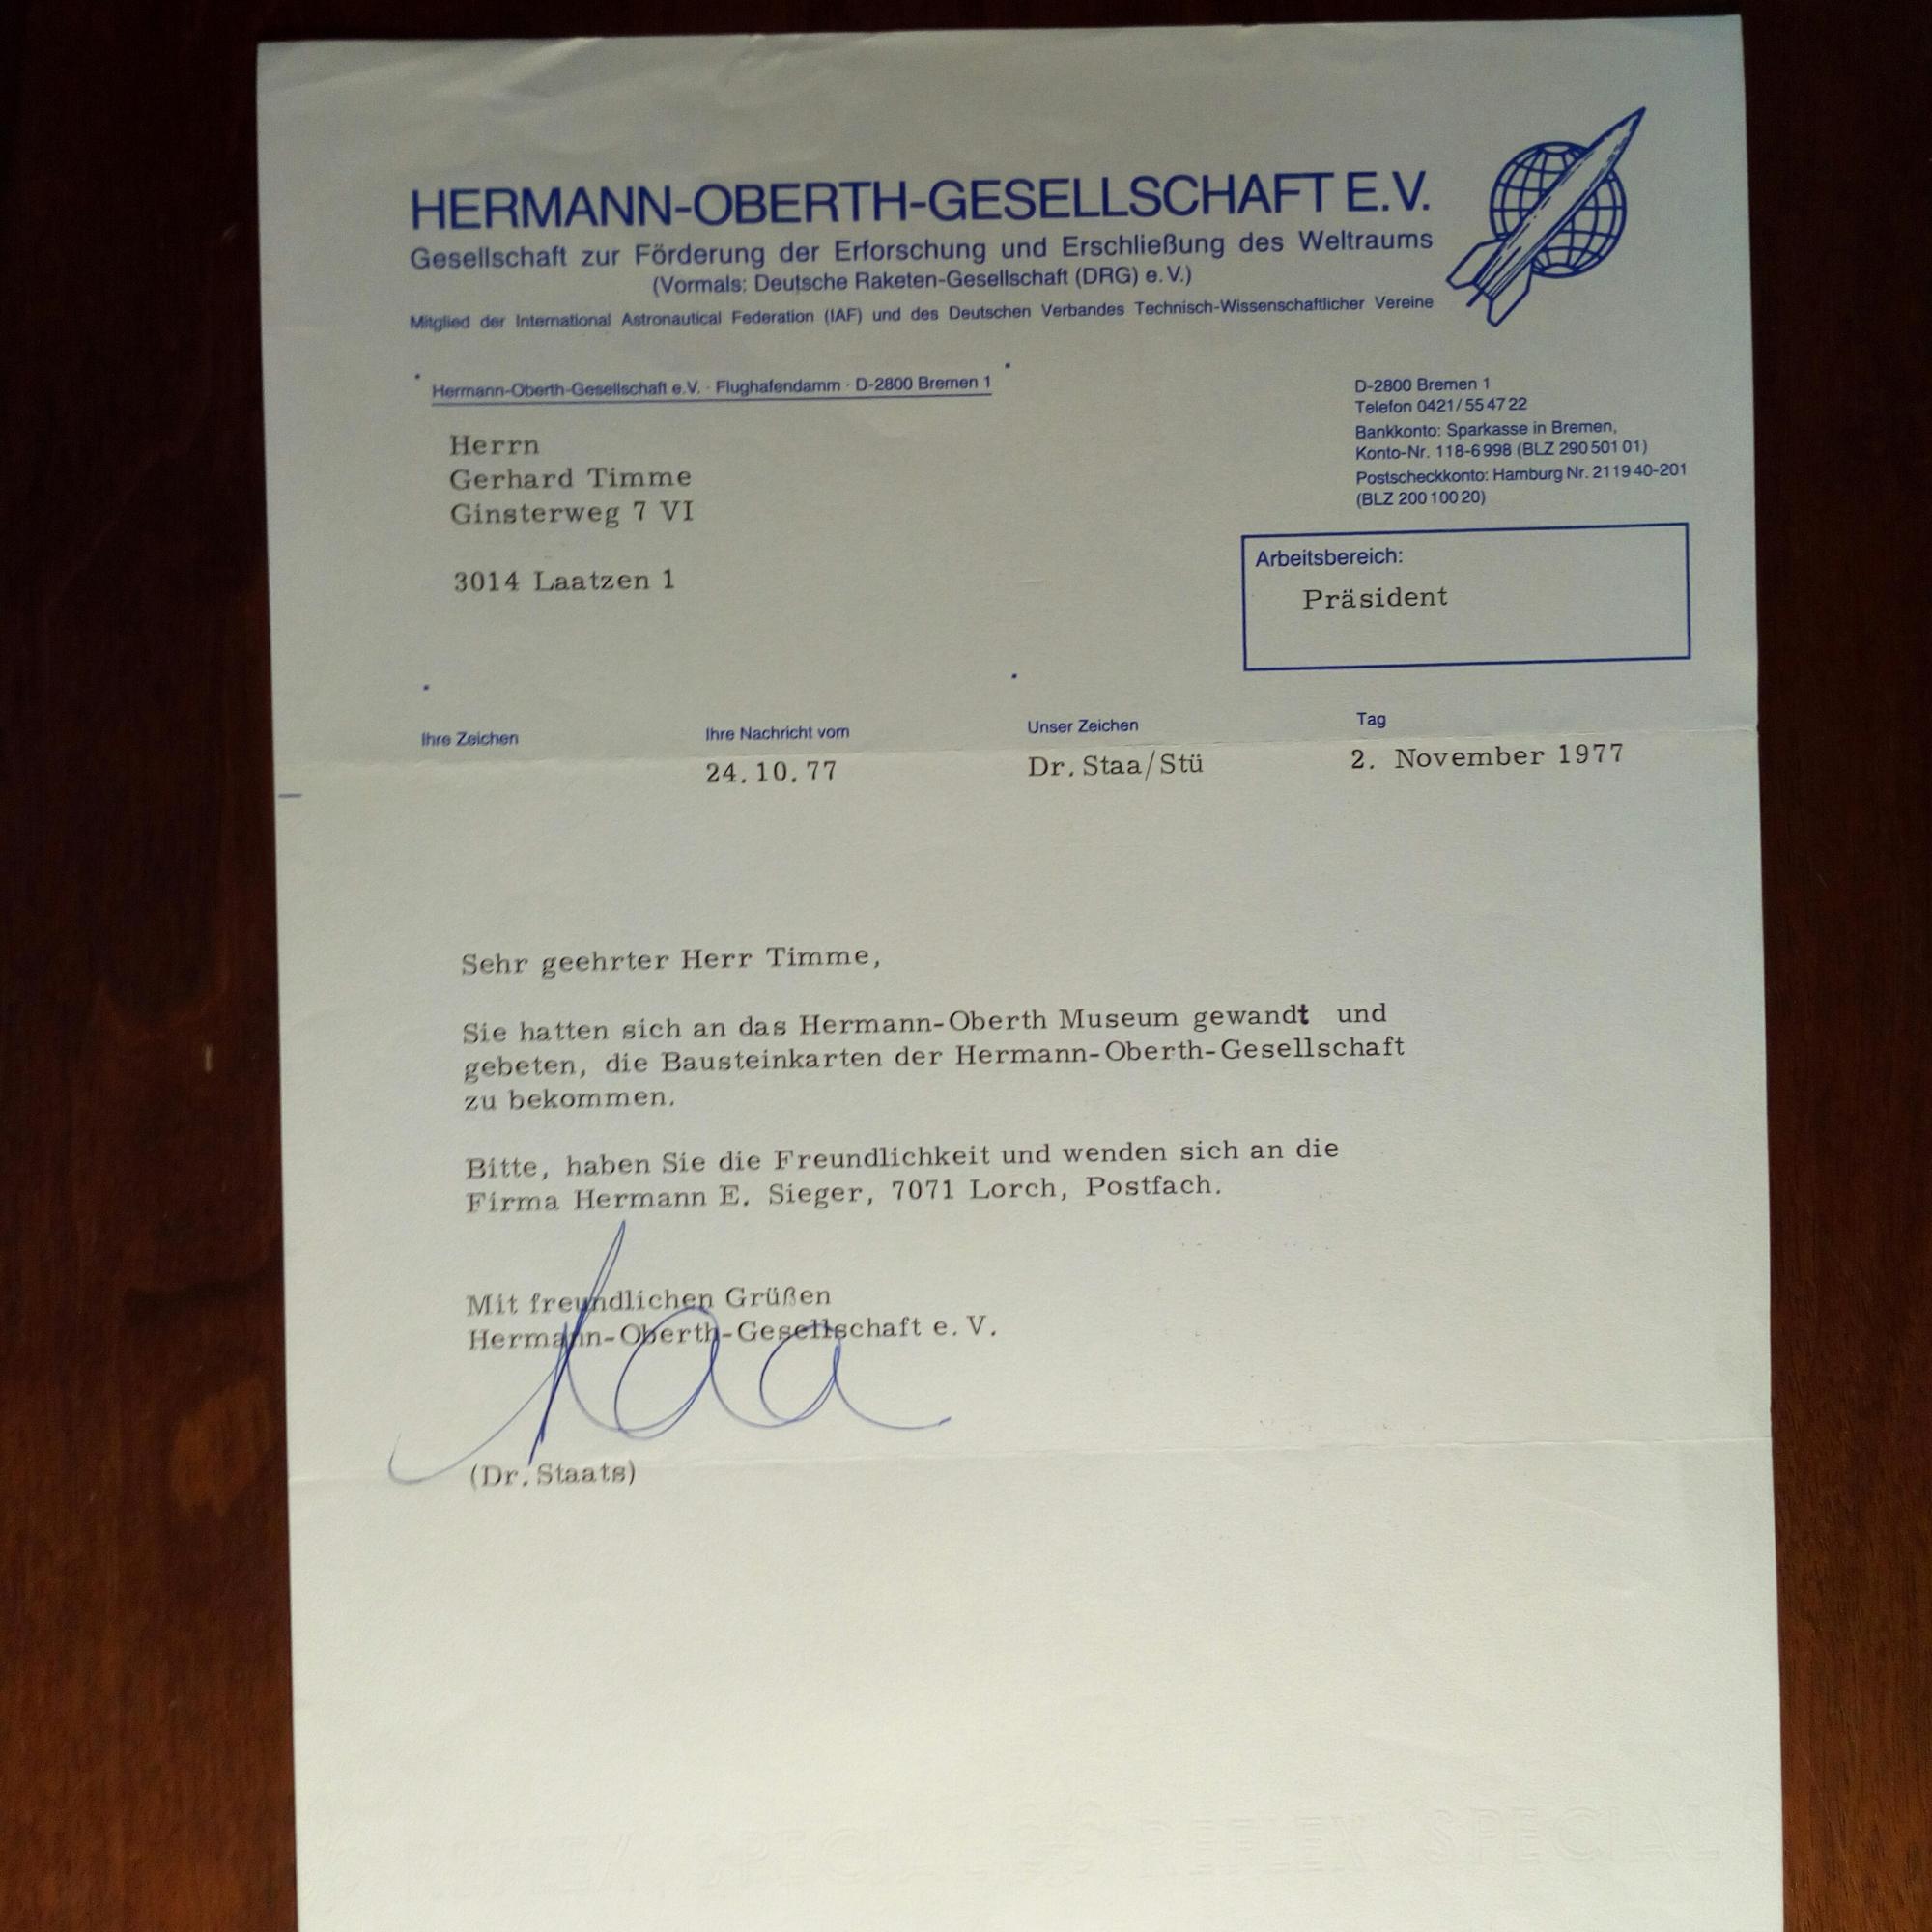 HERMANN-OBERTH-GESELLSCHAFT E.V.
Gesellschaft zur Förderung der Erforschung und Erschließung des Weltraums
(Vormals: Deutsche Raketen-Gesellschaft (DRG) e.V.)
Mitglied der International Astronautical Federation (IAF) und des Deutschen Verbandes Technisch-Wissenschaftlicher Vereine
Hermann-Oberth-Gesellschaft e.V. · Flughafendamm · D-2800 Bremen 1
D-2800 Bremen 1
Telefon 0421/55 47 22
Bankkonto: Sparkasse in Bremen,
Konto-Nr. 118-6998 (BLZ 290 501 01)
Postscheckkonto: Hamburg Nr. 2119 40-201
(BLZ 200 100 20)
Herrn
Gerhard Timme
Ginsterweg 7 VI
3014 Laatzen 1
Arbeitsbereich:
Präsident
Ihre Zeichen Ihre Nachricht vom Unser Zeichen Tag
24.10.77 Dr. Staa/Stü 2. November 1977
Sehr geehrter Herr Timme,
Sie hatten sich an das Hermann-Oberth Museum gewandt und
gebeten, die Bausteinkarten der Hermann-Oberth-Gesellschaft
zu bekommen.
Bitte, haben Sie die Freundlichkeit und wenden sich an die
Firma Hermann E. Sieger, 7071 Lorch, Postfach.
Mit freundlichen Grüßen
Hermann-Oberth-Gesellschaft e. V.
(Dr. Staats)
REFLEX SPECIAL